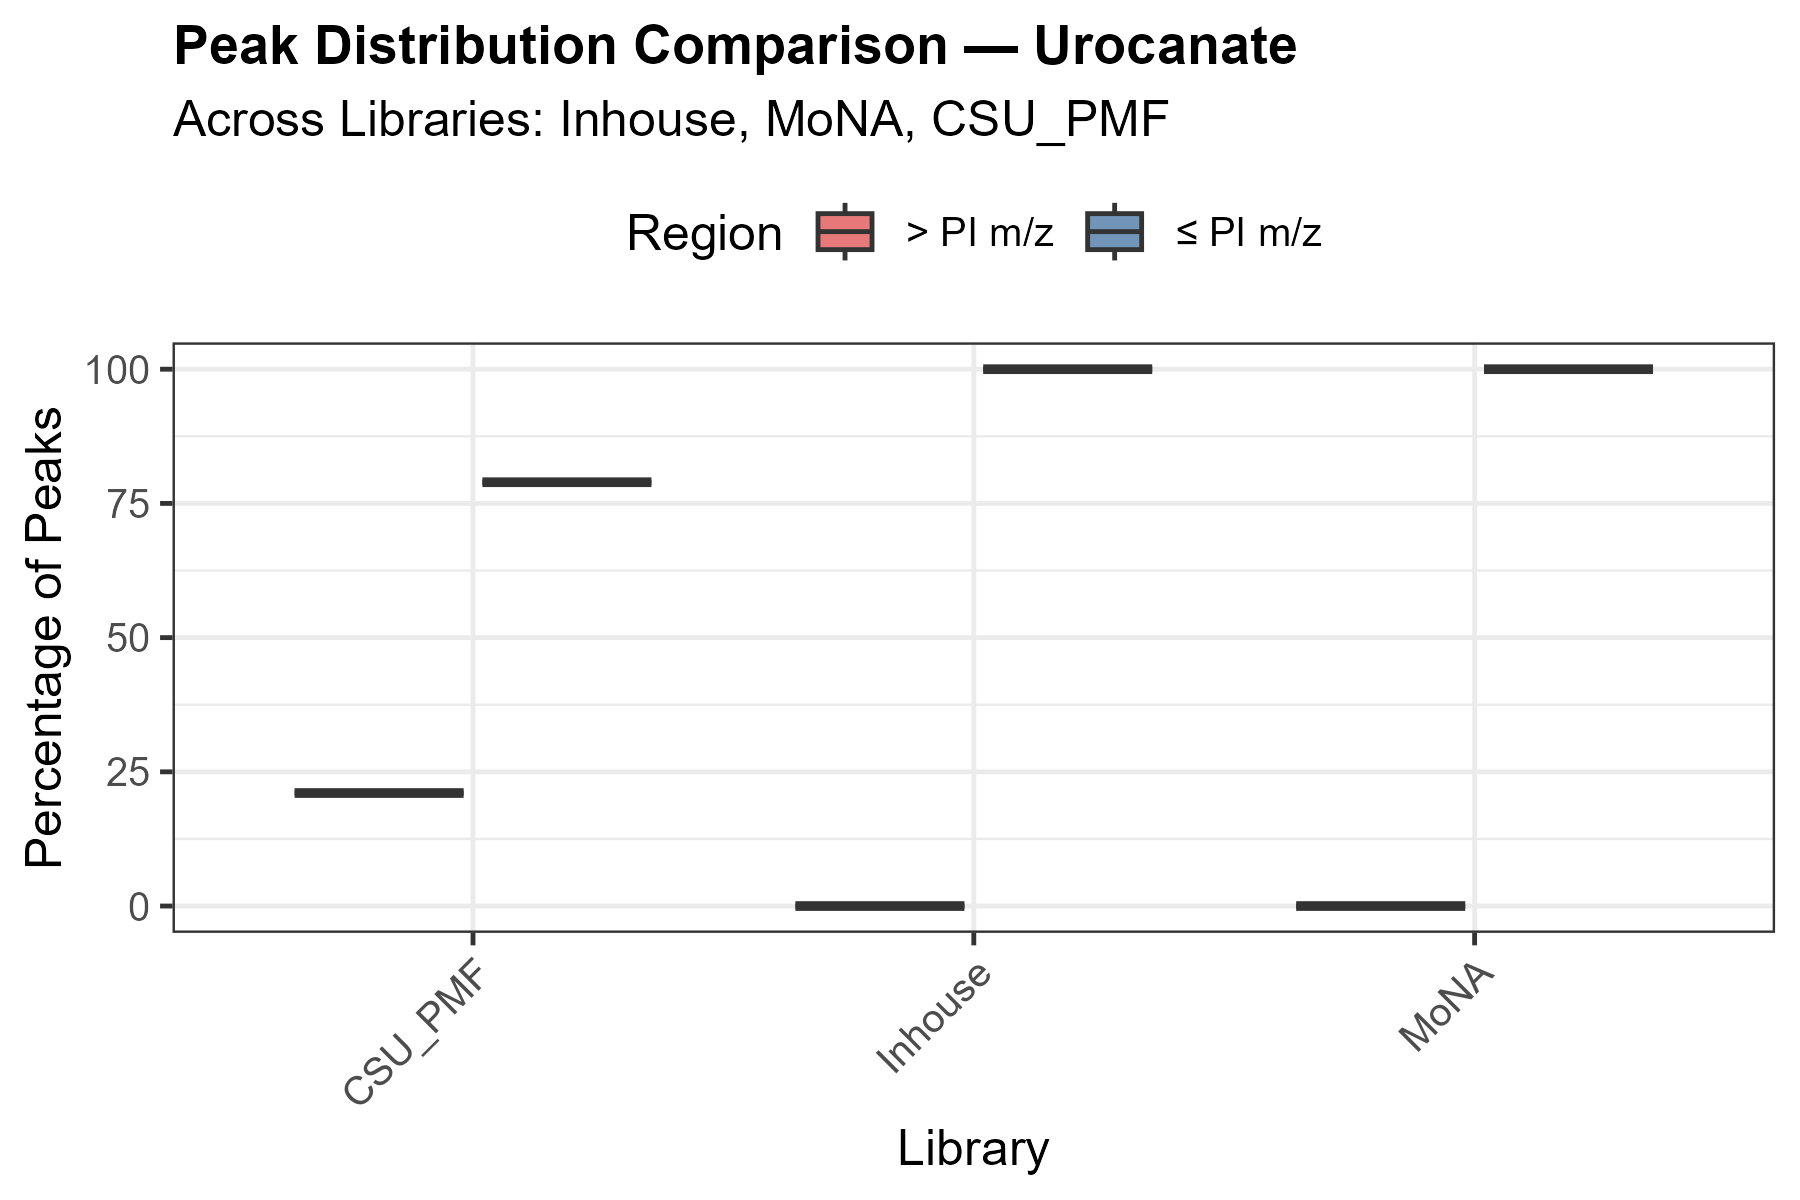 Peak Distribution Comparison — Urocanate
Across Libraries: Inhouse, MoNA, CSU_PMF
Region > PI m/z ≤ PI m/z
Percentage of Peaks
100
75
50
25
0
CSU_PMF Inhouse MoNA
Library